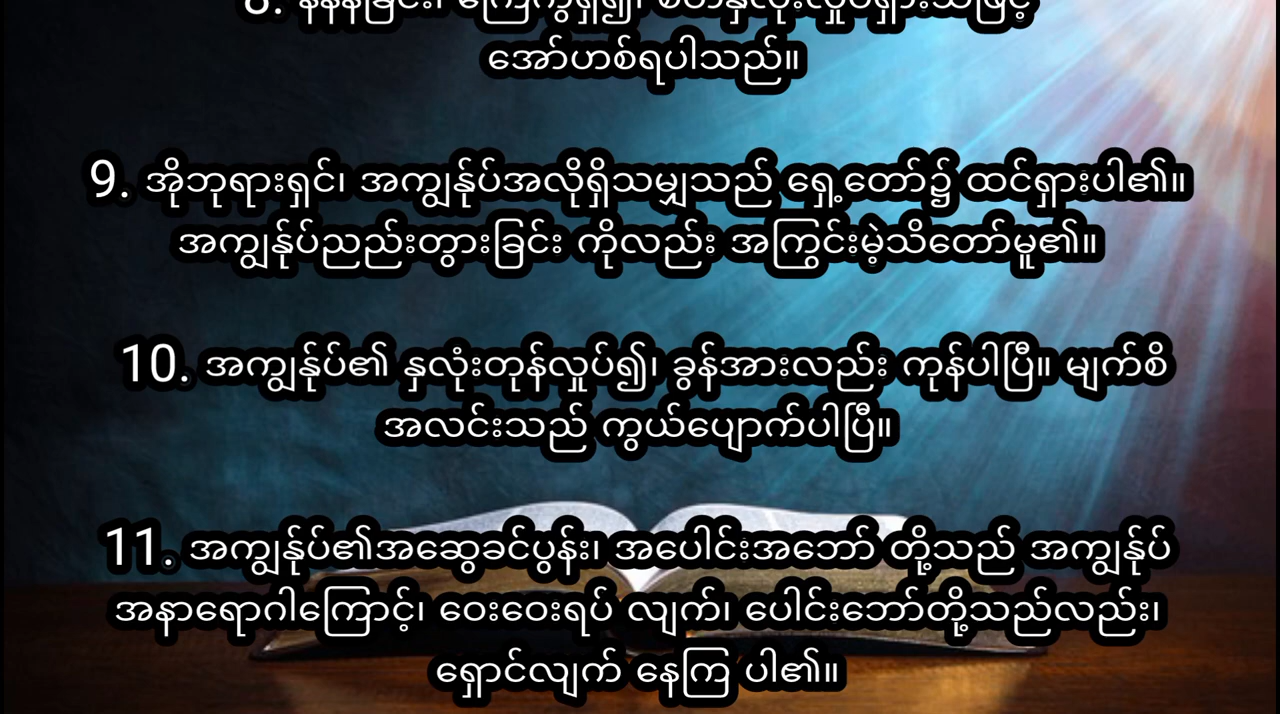 အော်ဟစ်ရပါသည်။
9. အိုဘုရားရှင်၊ အကျွန်ုပ်အလိုရှိသမျှသည် ရှေ့တော်၌ ထင်ရှားပါ၏။
အကျွန်ုပ်ညည်းတွားခြင်း ကိုလည်း အကြွင်းမဲ့သိတော်မူ၏။
10. အကျွန်ုပ်၏ နှလုံးတုန်လှုပ်၍၊ ခွန်အားလည်း ကုန်ပါပြီ။ မျက်စိ
အလင်းသည် ကွယ်ပျောက်ပါပြီ။
11. အကျွန်ုပ်၏အဆွေခင်ပွန်း၊ အပေါင်းအဘော် တို့သည် အကျွန်ုပ်
အနာရောဂါကြောင့်၊ ဝေးဝေးရပ် လျက်၊ ပေါင်းဘော်တို့သည်လည်း၊
ရှောင်လျက် နေကြ ပါ၏။